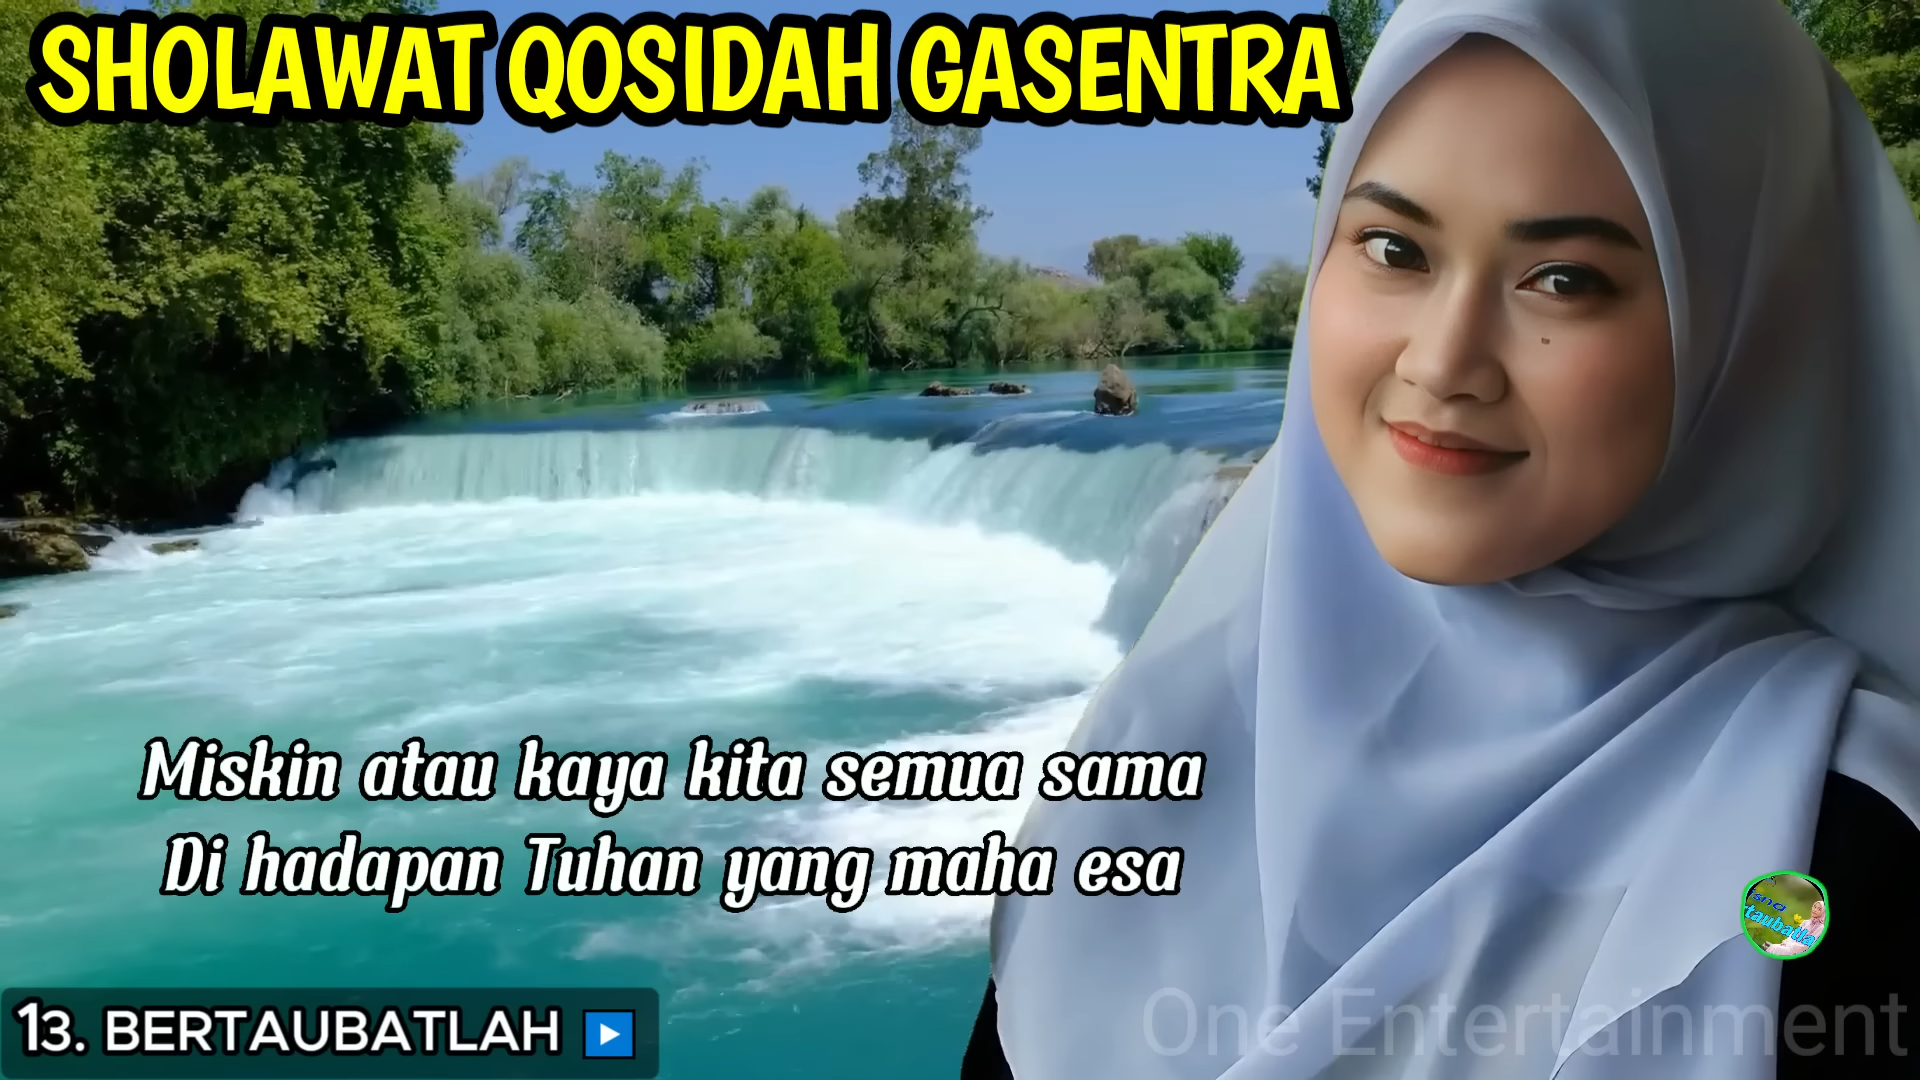 SHOLAWAT QOSIDAH GASENTRA
Miskin atau kaya kita semua sama
Di hadapan Tuhan yang maha esa
13. BERTAUBATLAH
One Entertainment